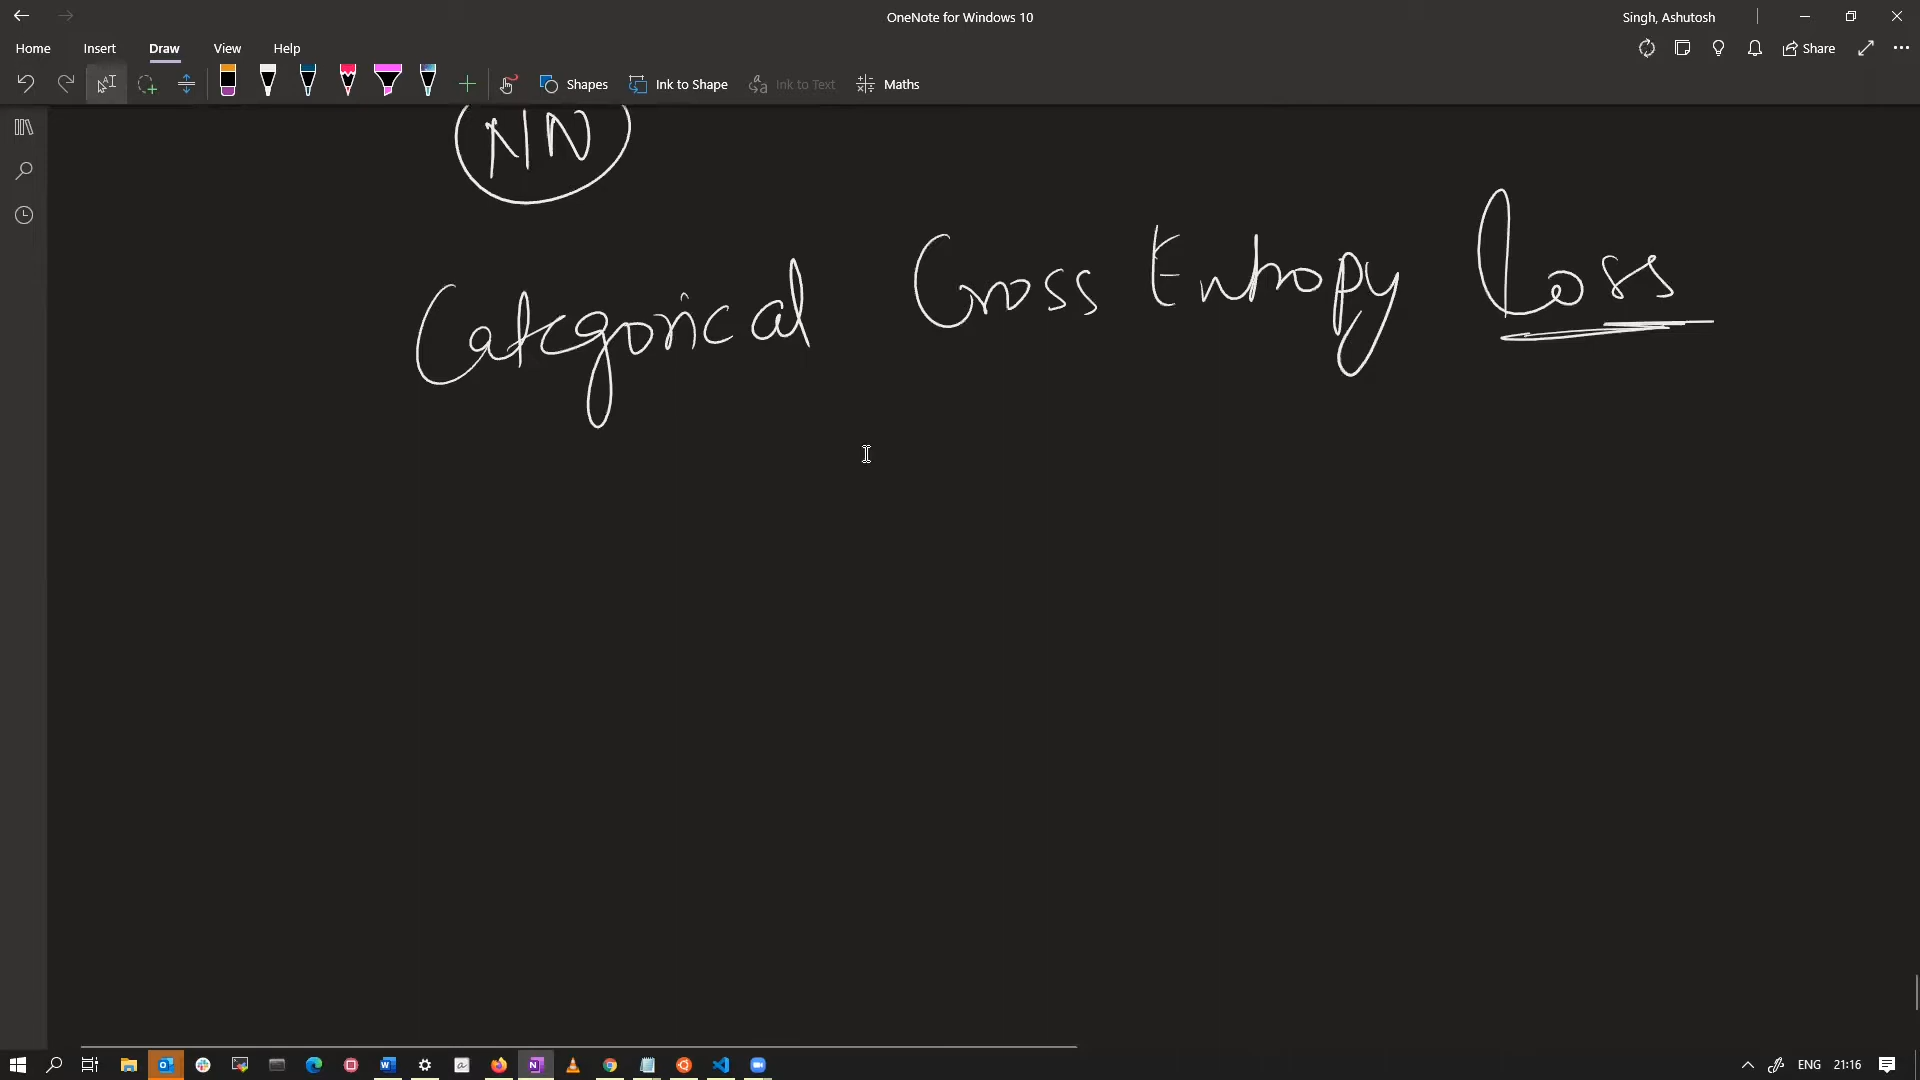 OneNote for Windows 10
Singh, Ashutosh
Home Insert Draw View Help
Share
Shapes Ink to Shape Ink to Text Maths
NN
Categorical Cross Entropy Loss
ENG 21:16